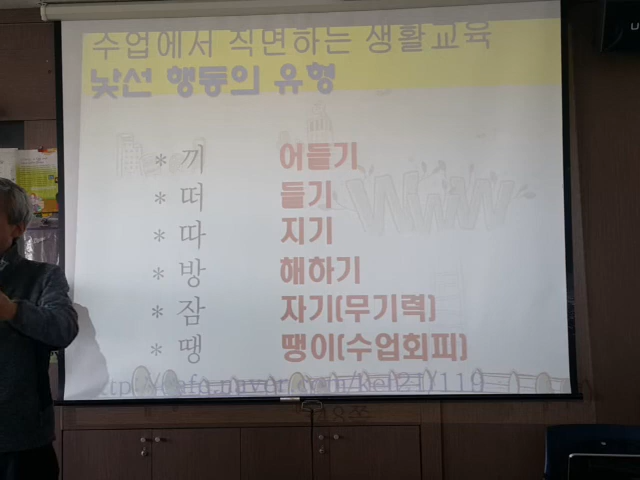 수업에서 직면하는 생활교육
낯선 행동의 유형
* 끼 어들기
* 떠 들기
* 따 지기
* 방 해하기
* 잠 자기(무기력)
* 땡 땡이(수업회피)
WwW